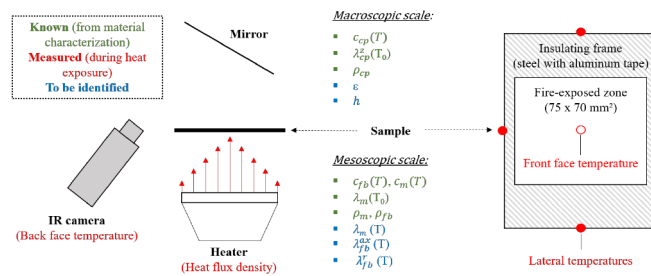 Known (from material
characterization)
Measured (during heat
exposure)
To be identified
Mirror
IR camera
(Back face temperature)
Heater
(Heat flux density)
Macroscopic scale:
c_cp(T)
λ^z_cp(T₀)
ρ_cp
ε
h
Sample
Mesoscopic scale:
c_fb(T), c_m(T)
λ_m(T₀)
ρ_m, ρ_fb
λ_m(T)
λ^ax_fb(T)
λ^r_fb(T)
Insulating frame
(steel with aluminum tape)
Fire-exposed zone
(75 x 70 mm²)
Front face temperature
Lateral temperatures